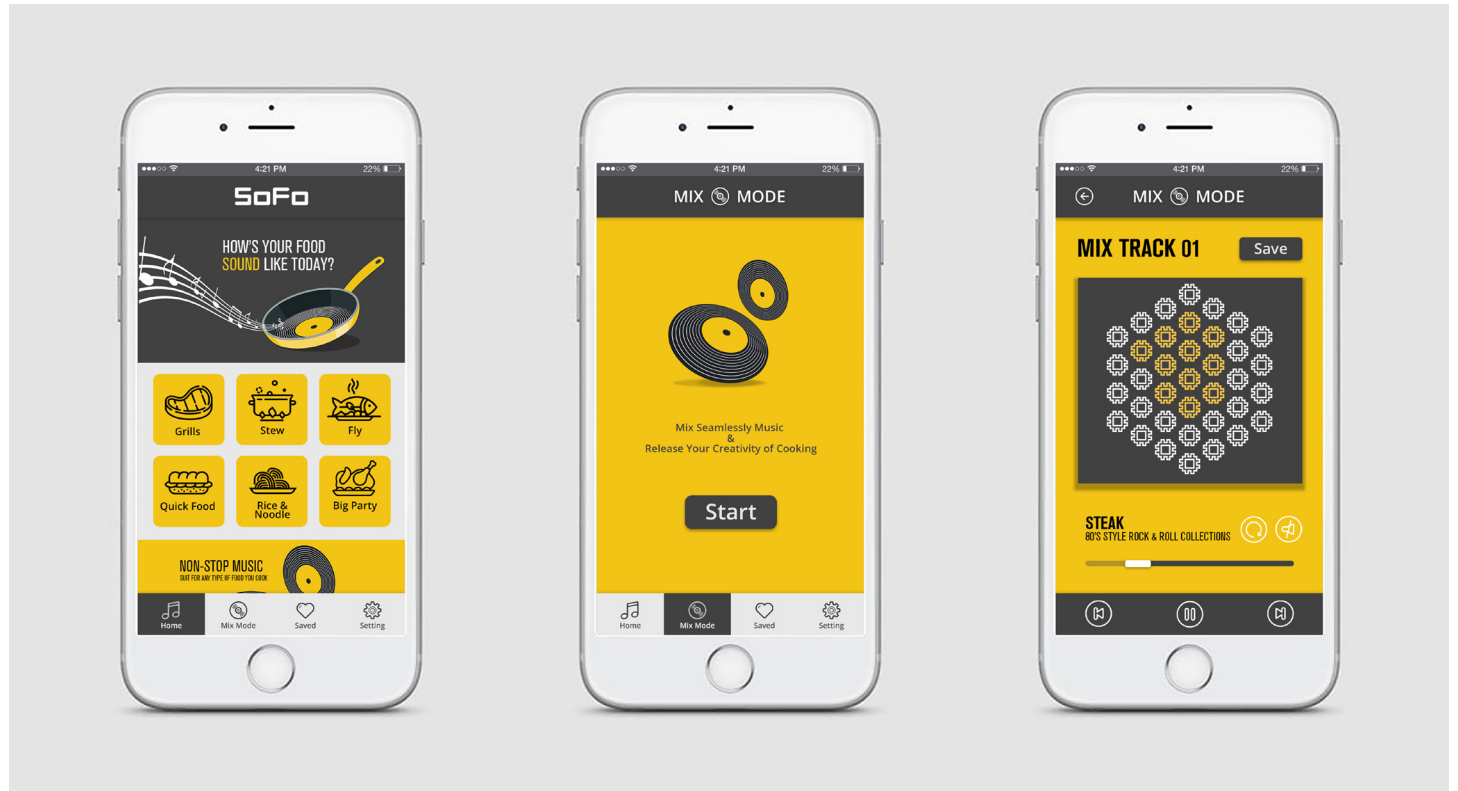 4:21 PM
22%
SoFo
HOW'S YOUR FOOD
SOUND LIKE TODAY?
Grills
Stew
Fly
Quick Food
Rice &
Noodle
Big Party
NON-STOP MUSIC
SUIT FOR ANY TYPE OF FOOD YOU COOK
Home
Mix Mode
Saved
Setting
4:21 PM
22%
MIX MODE
Mix Seamlessly Music
&
Release Your Creativity of Cooking
Start
Home
Mix Mode
Saved
Setting
4:21 PM
22%
MIX MODE
MIX TRACK 01
Save
STEAK
80'S STYLE ROCK & ROLL COLLECTIONS